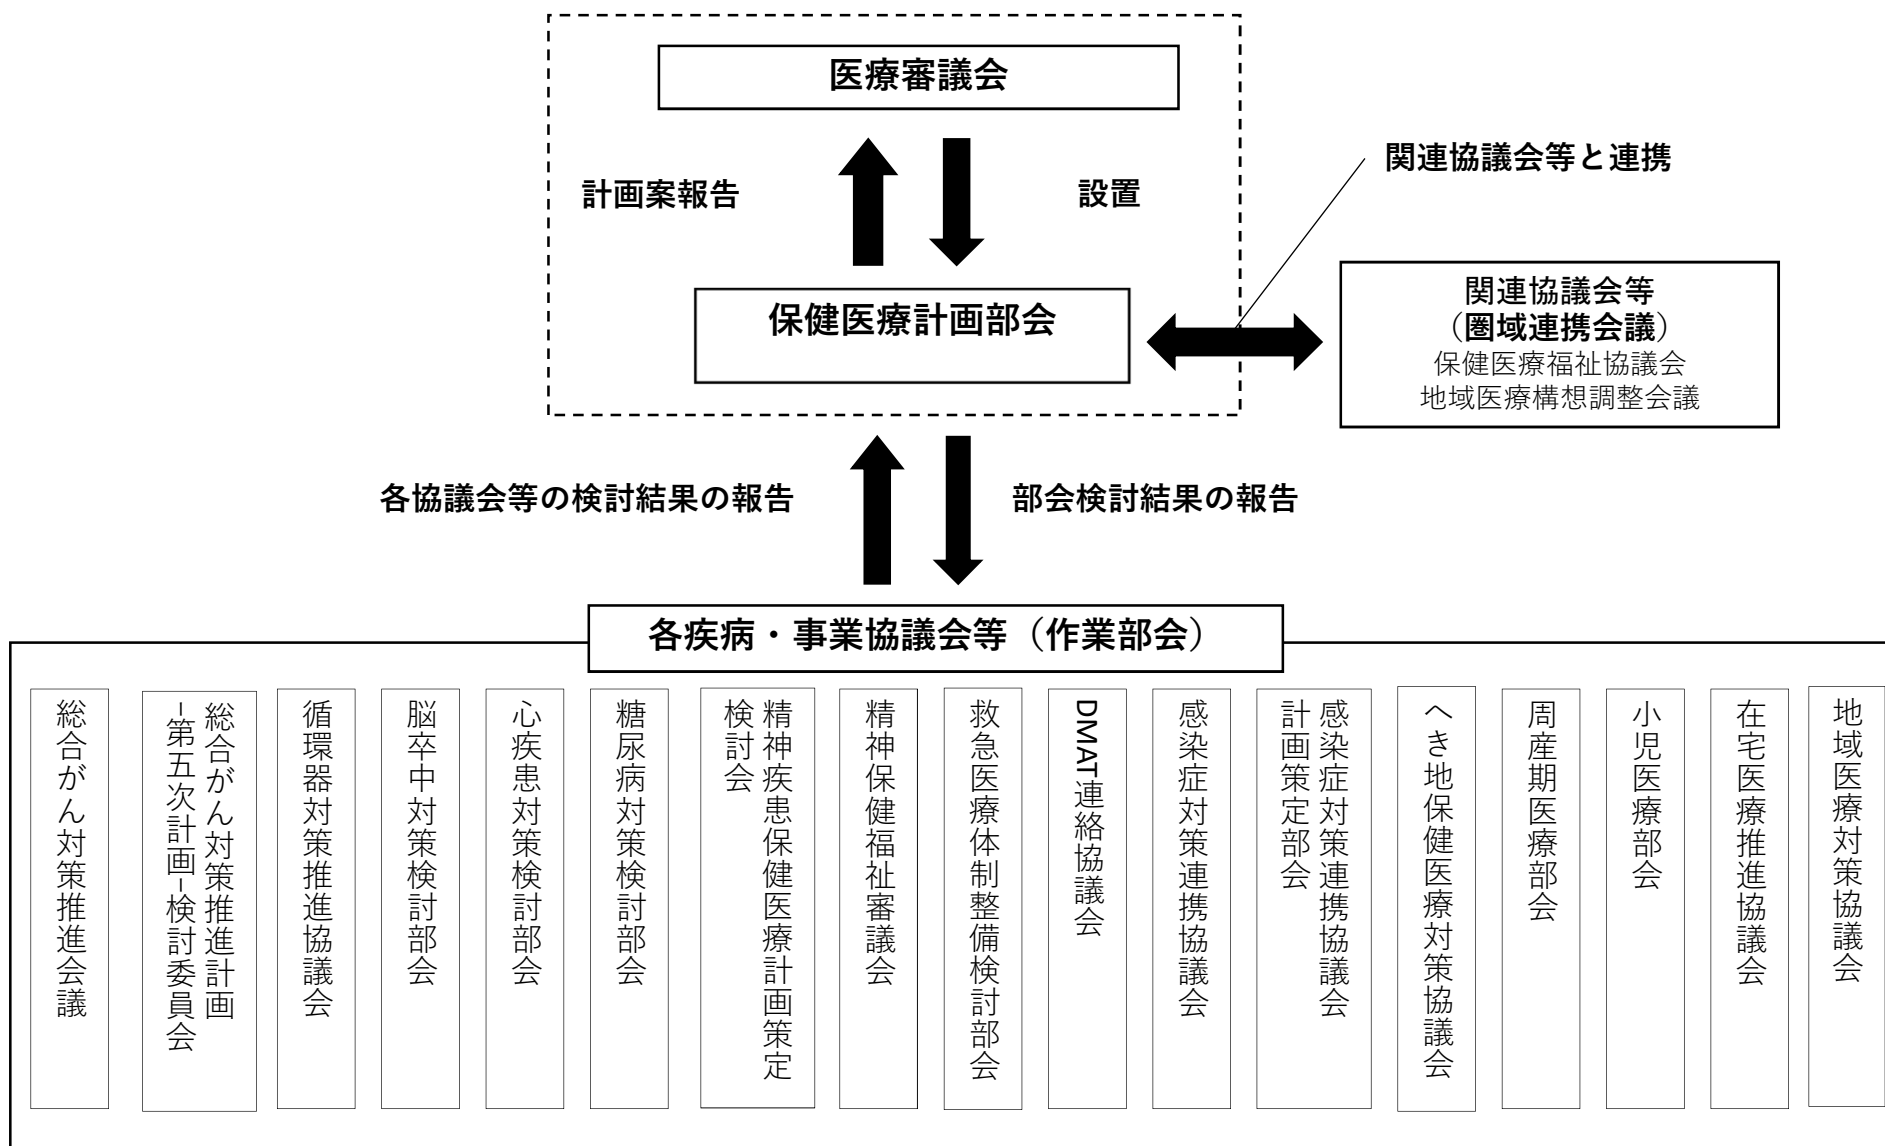 医療審議会
計画案報告
設置
関連協議会等と連携
保健医療計画部会
関連協議会等
（圏域連携会議）
保健医療福祉協議会
地域医療構想調整会議
各協議会等の検討結果の報告
部会検討結果の報告
各疾病・事業協議会等（作業部会）
総合がん対策推進会議
総合がん対策推進計画
-第五次計画-検討委員会
循環器対策推進協議会
脳卒中対策検討部会
心疾患対策検討部会
糖尿病対策検討部会
精神疾患保健医療計画策定
検討会
精神保健福祉審議会
救急医療体制整備検討部会
DMAT連絡協議会
感染症対策連携協議会
感染症対策連携協議会
計画策定部会
へき地保健医療対策協議会
周産期医療部会
小児医療部会
在宅医療推進協議会
地域医療対策協議会